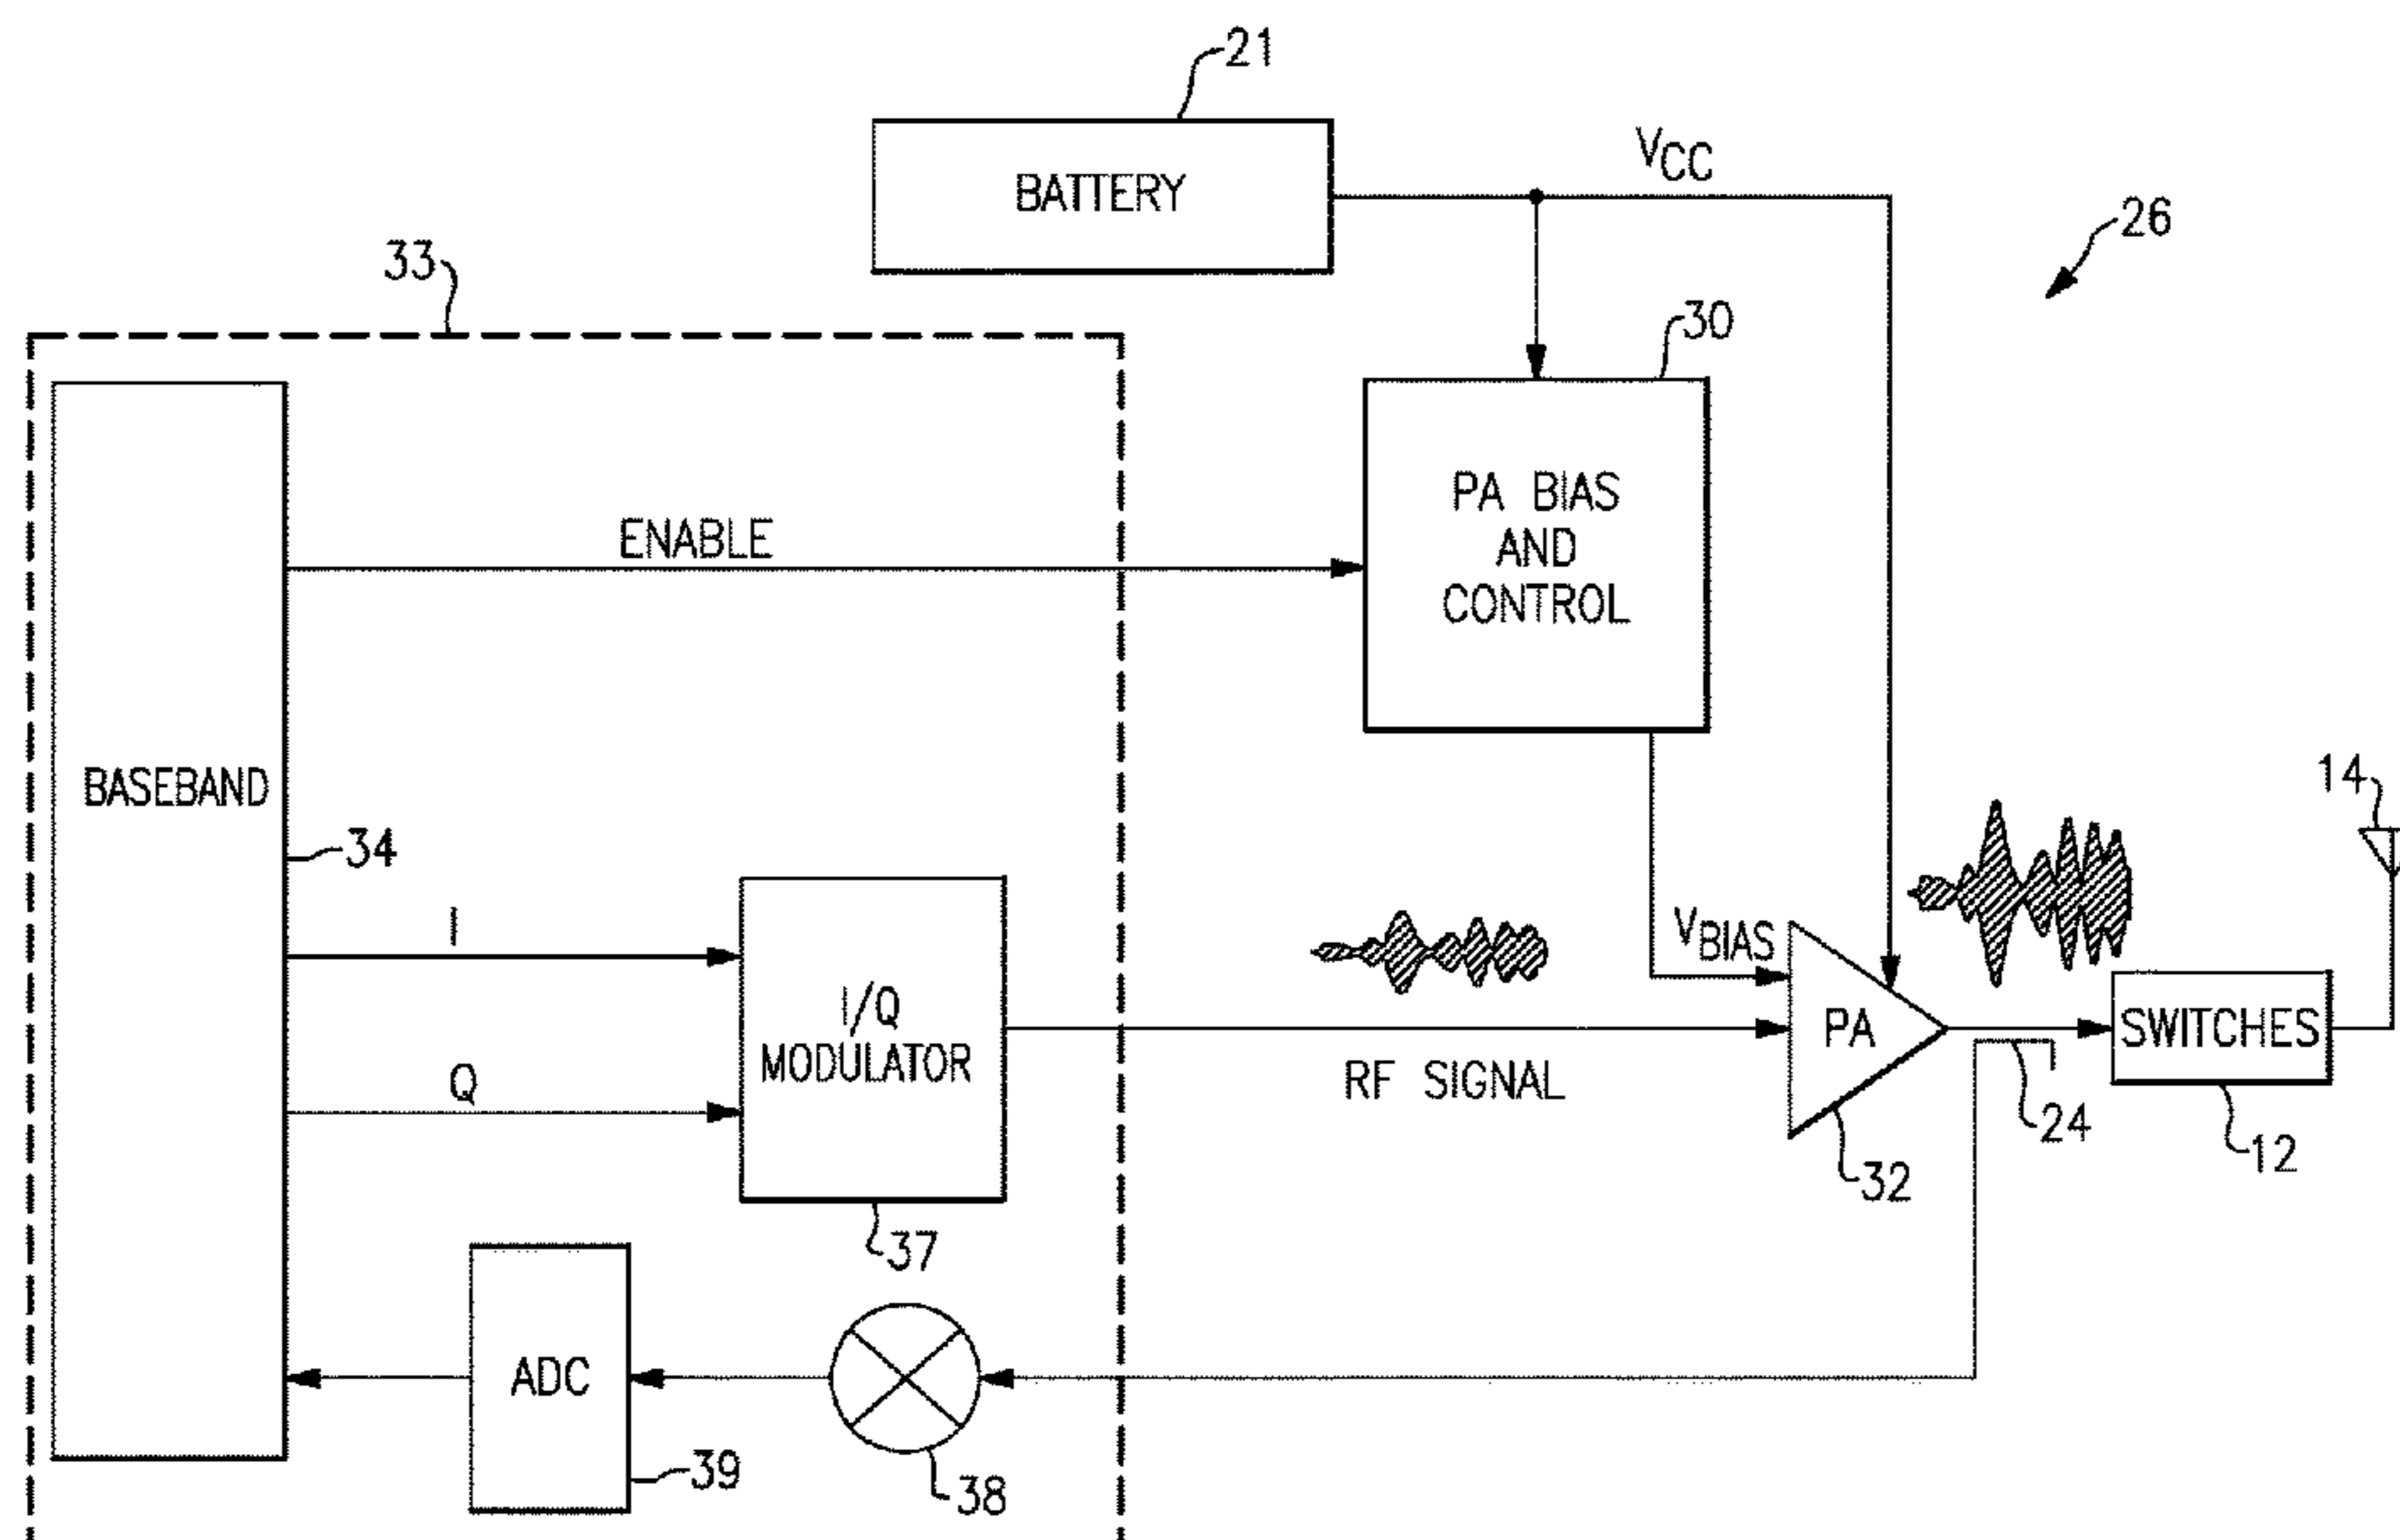 21
BATTERY
VCC
26
33
30
ENABLE
PA BIAS
AND
CONTROL
BASEBAND
34
14
I
VBIAS
I/Q
MODULATOR
PA
SWITCHES
Q
RF SIGNAL
24
12
32
37
ADC
39
38